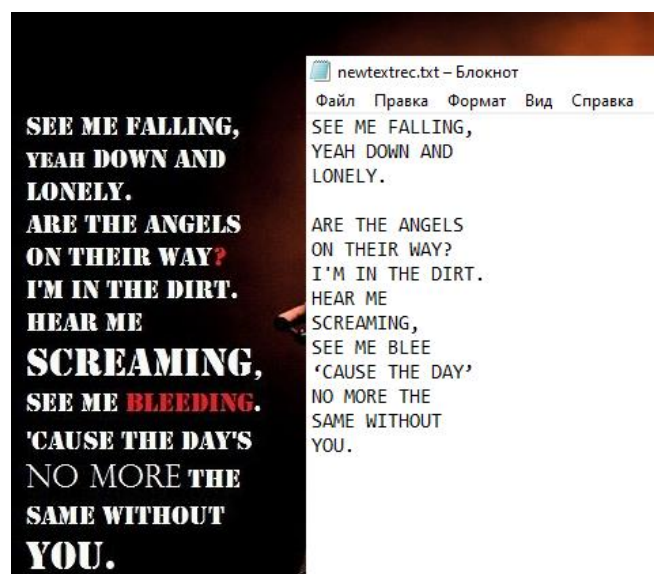 SEE ME FALLING,
YEAH DOWN AND
LONELY.
ARE THE ANGELS
ON THEIR WAY?
I'M IN THE DIRT.
HEAR ME
SCREAMING,
SEE ME BLEEDING.
'CAUSE THE DAY'S
NO MORE THE
SAME WITHOUT
YOU.
newtextrec.txt – Блокнот
Файл Правка Формат Вид Справка
SEE ME FALLING,
YEAH DOWN AND
LONELY.
ARE THE ANGELS
ON THEIR WAY?
I'M IN THE DIRT.
HEAR ME
SCREAMING,
SEE ME BLEE
‘CAUSE THE DAY’
NO MORE THE
SAME WITHOUT
YOU.